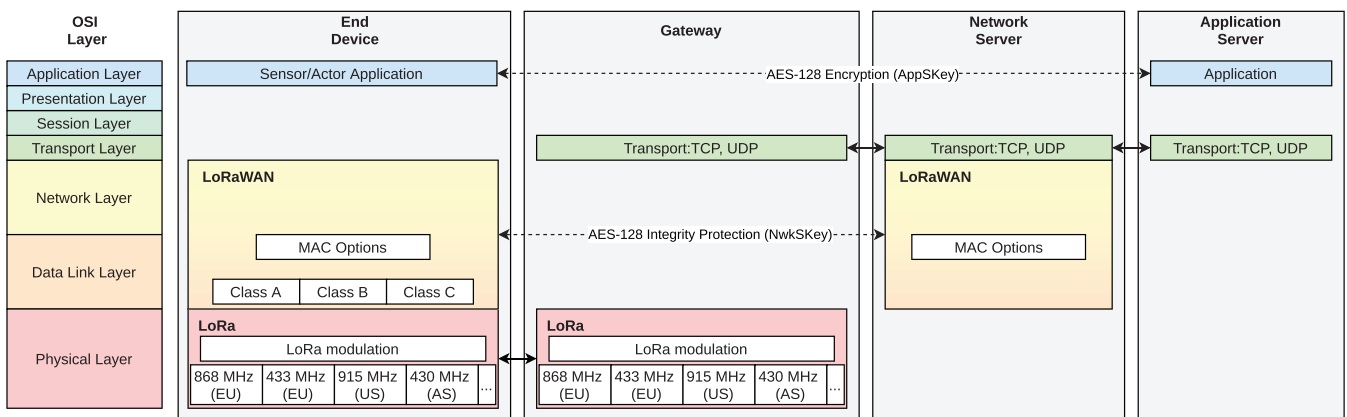 OSI
Layer
End
Device
Gateway
Network
Server
Application
Server
Application Layer
Presentation Layer
Session Layer
Transport Layer
Network Layer
Data Link Layer
Physical Layer
Sensor/Actor Application
AES-128 Encryption (AppSKey)
Application
Transport:TCP, UDP
Transport:TCP, UDP
Transport:TCP, UDP
LoRaWAN
MAC Options
Class A
Class B
Class C
AES-128 Integrity Protection (NwkSKey)
LoRaWAN
MAC Options
LoRa
LoRa modulation
868 MHz
(EU)
433 MHz
(EU)
915 MHz
(US)
430 MHz
(AS)
...
LoRa
LoRa modulation
868 MHz
(EU)
433 MHz
(EU)
915 MHz
(US)
430 MHz
(AS)
...